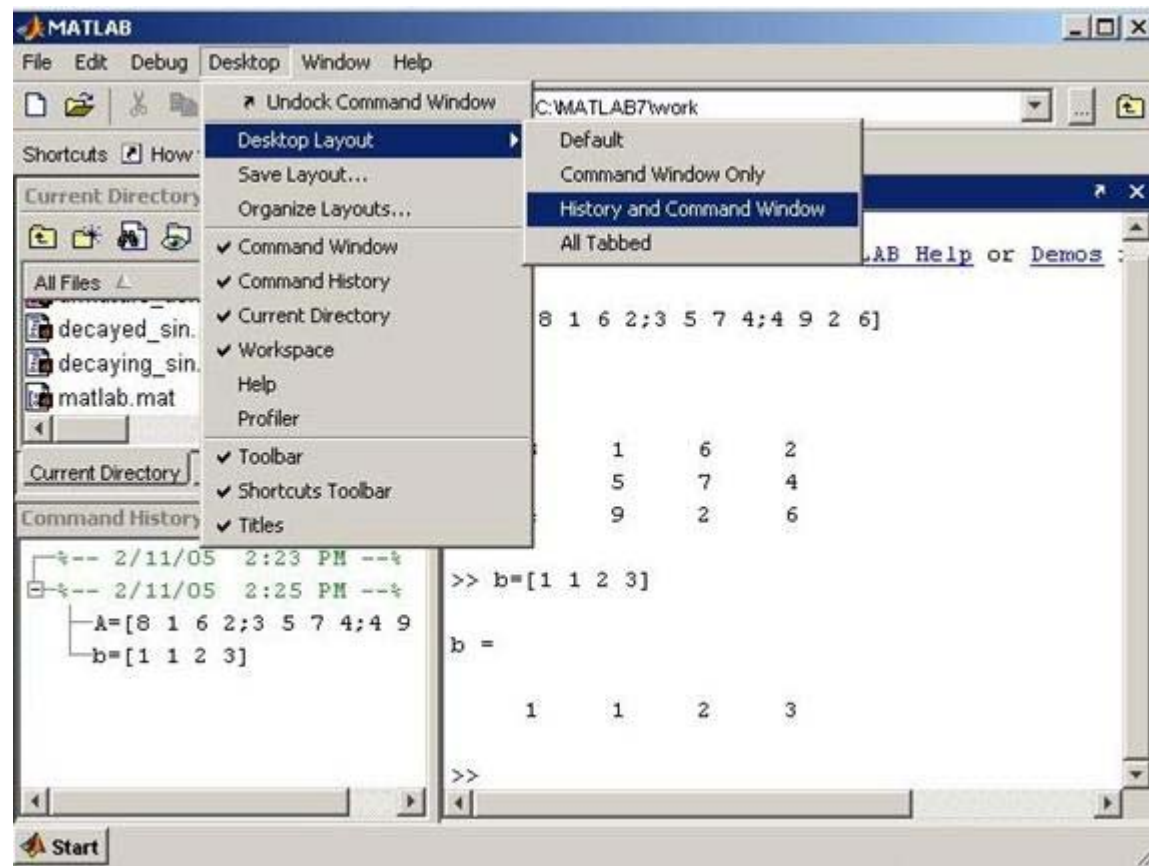 MATLAB
File Edit Debug Desktop Window Help
Undock Command Window
C:\MATLAB7\work
...
Desktop Layout
Default
Shortcuts How
Save Layout...
Command Window Only
Current Directory
Organize Layouts...
History and Command Window
Command Window
All Tabbed
LAB Help or Demos
All Files
Command History
decayed_sin.
Current Directory
8 1 6 2;3 5 7 4;4 9 2 6]
decaying_sin.
Workspace
matlab.mat
Help
Profiler
1 6 2
Current Directory
Toolbar
5 7 4
Shortcuts Toolbar
9 2 6
Command History
Titles
%-- 2/11/05 2:23 PM --%
%-- 2/11/05 2:25 PM --%
A=[8 1 6 2;3 5 7 4;4 9
b=[1 1 2 3]
>> b=[1 1 2 3]
b =
1 1 2 3
>>
Start